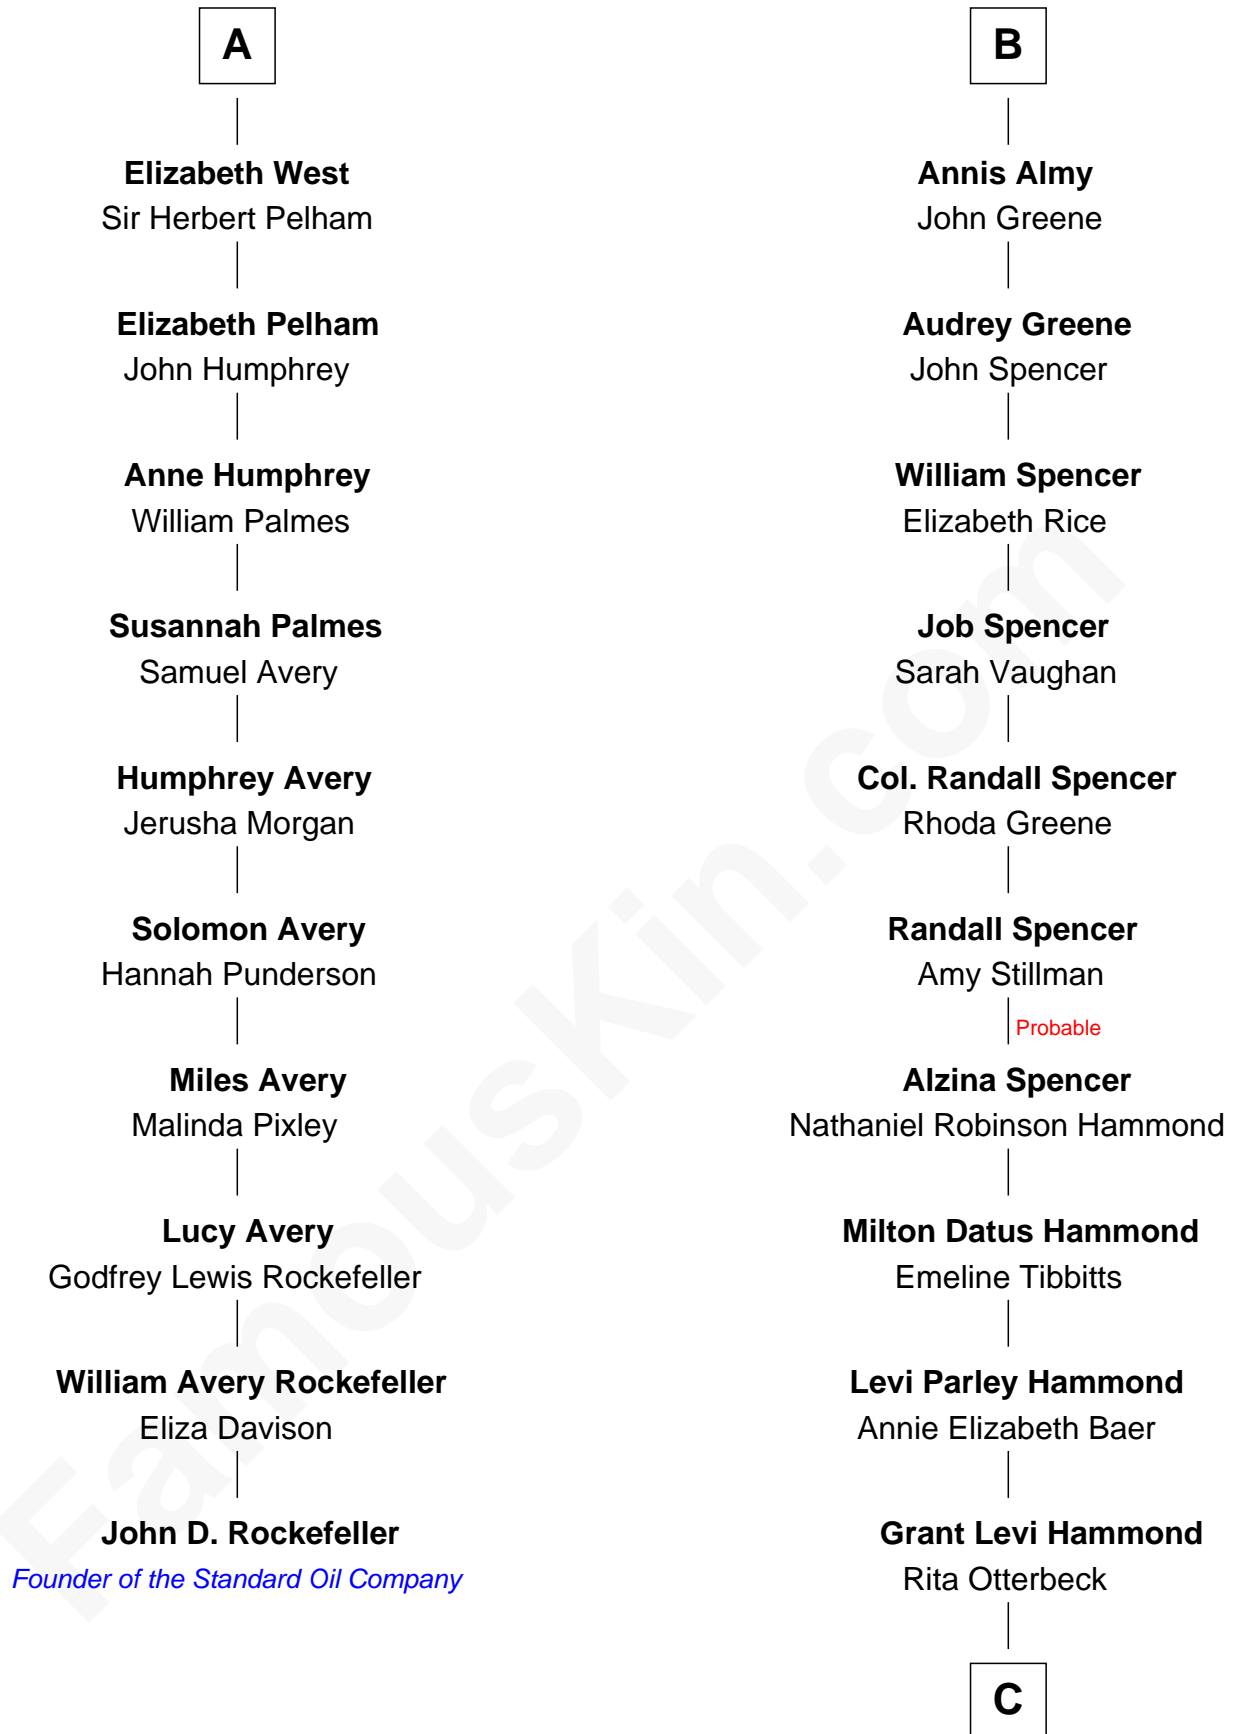 A
Elizabeth West
Sir Herbert Pelham
Elizabeth Pelham
John Humphrey
Anne Humphrey
William Palmes
Susannah Palmes
Samuel Avery
Humphrey Avery
Jerusha Morgan
Solomon Avery
Hannah Punderson
Miles Avery
Malinda Pixley
Lucy Avery
Godfrey Lewis Rockefeller
William Avery Rockefeller
Eliza Davison
John D. Rockefeller
Founder of the Standard Oil Company
B
Annis Almy
John Greene
Audrey Greene
John Spencer
William Spencer
Elizabeth Rice
Job Spencer
Sarah Vaughan
Col. Randall Spencer
Rhoda Greene
Randall Spencer
Amy Stillman
Probable
Alzina Spencer
Nathaniel Robinson Hammond
Milton Datus Hammond
Emeline Tibbitts
Levi Parley Hammond
Annie Elizabeth Baer
Grant Levi Hammond
Rita Otterbeck
C
FamousKin.com